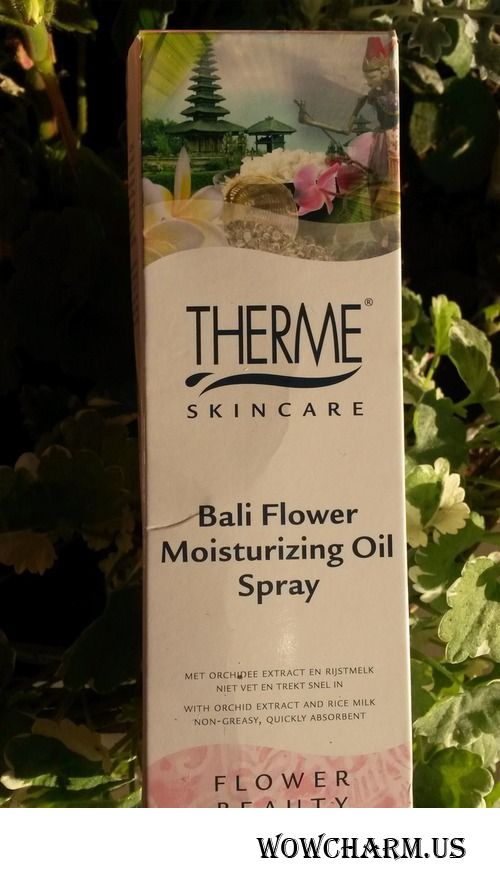 THERME®
SKINCARE
Bali Flower
Moisturizing Oil
Spray
MET ORCHIDEE EXTRACT EN RIJSTMELK
NIET VET EN TREKT SNEL IN
WITH ORCHID EXTRACT AND RICE MILK
NON-GREASY, QUICKLY ABSORBENT
FLOWER
BEAUTY
WOWCHARM.US